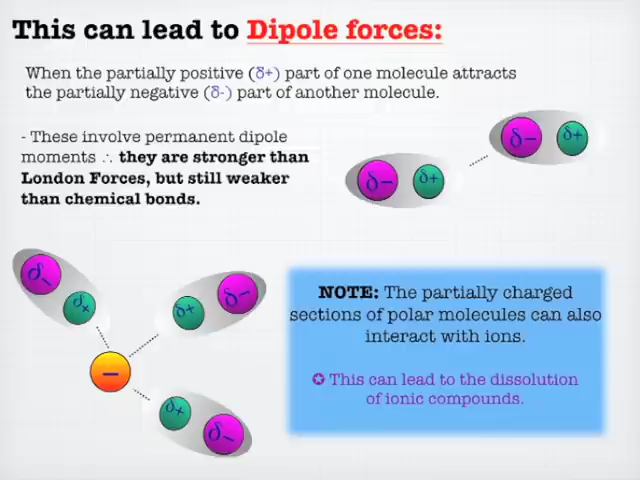 This can lead to Dipole forces:
When the partially positive (δ+) part of one molecule attracts
the partially negative (δ-) part of another molecule.
- These involve permanent dipole
moments ∴ they are stronger than
London Forces, but still weaker
than chemical bonds.
δ- δ+
δ- δ+
δ- δ+
δ+ δ-
−
δ+ δ-
NOTE: The partially charged
sections of polar molecules can also
interact with ions.
✪ This can lead to the dissolution
of ionic compounds.